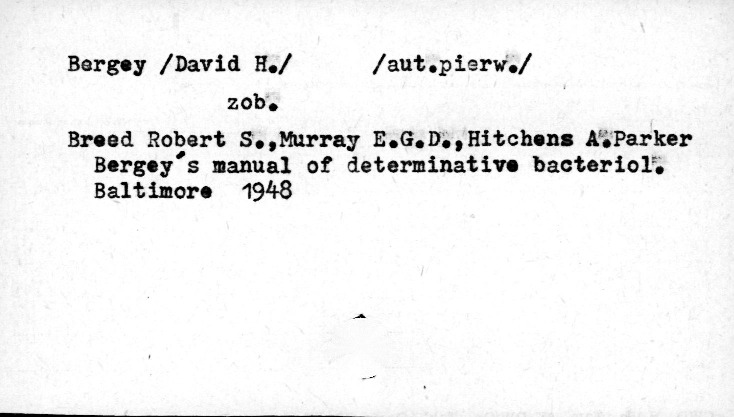 Bergey /David H./ /aut.pierw./
zob.
Breed Robert S.,Murray E.G.D.,Hitchens A.Parker
Bergey's manual of determinative bacteriol.
Baltimore 1948